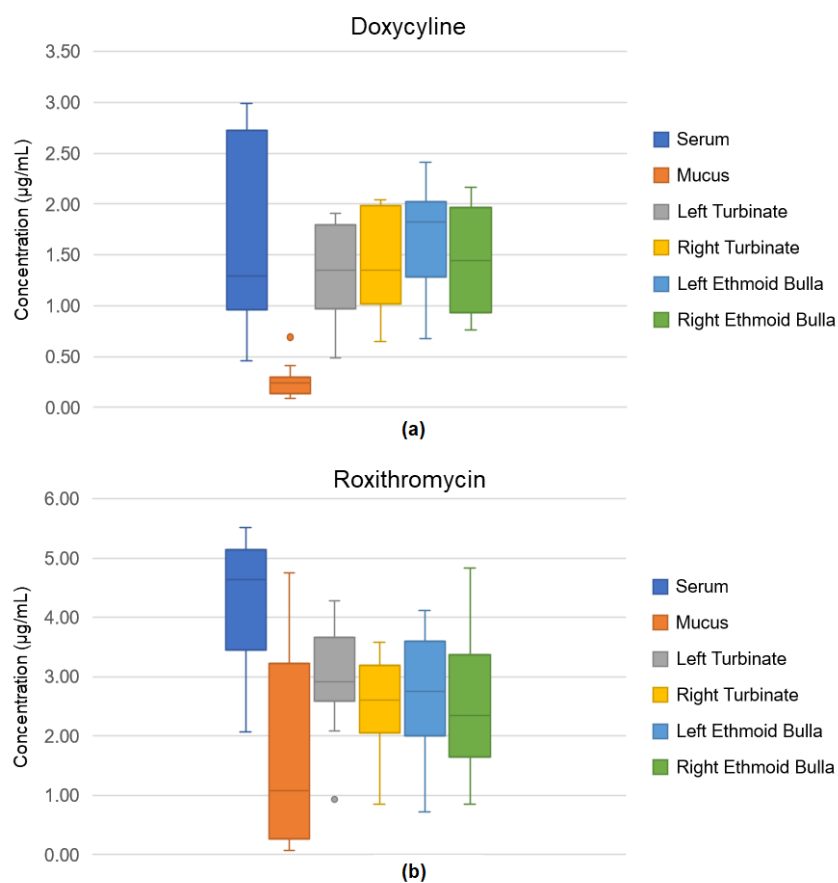 Doxycyline
3.50
3.00
2.50
2.00
1.50
1.00
0.50
0.00
Concentration (µg/mL)
Serum
Mucus
Left Turbinate
Right Turbinate
Left Ethmoid Bulla
Right Ethmoid Bulla
(a)
Roxithromycin
6.00
5.00
4.00
3.00
2.00
1.00
0.00
Concentration (µg/mL)
Serum
Mucus
Left Turbinate
Right Turbinate
Left Ethmoid Bulla
Right Ethmoid Bulla
(b)